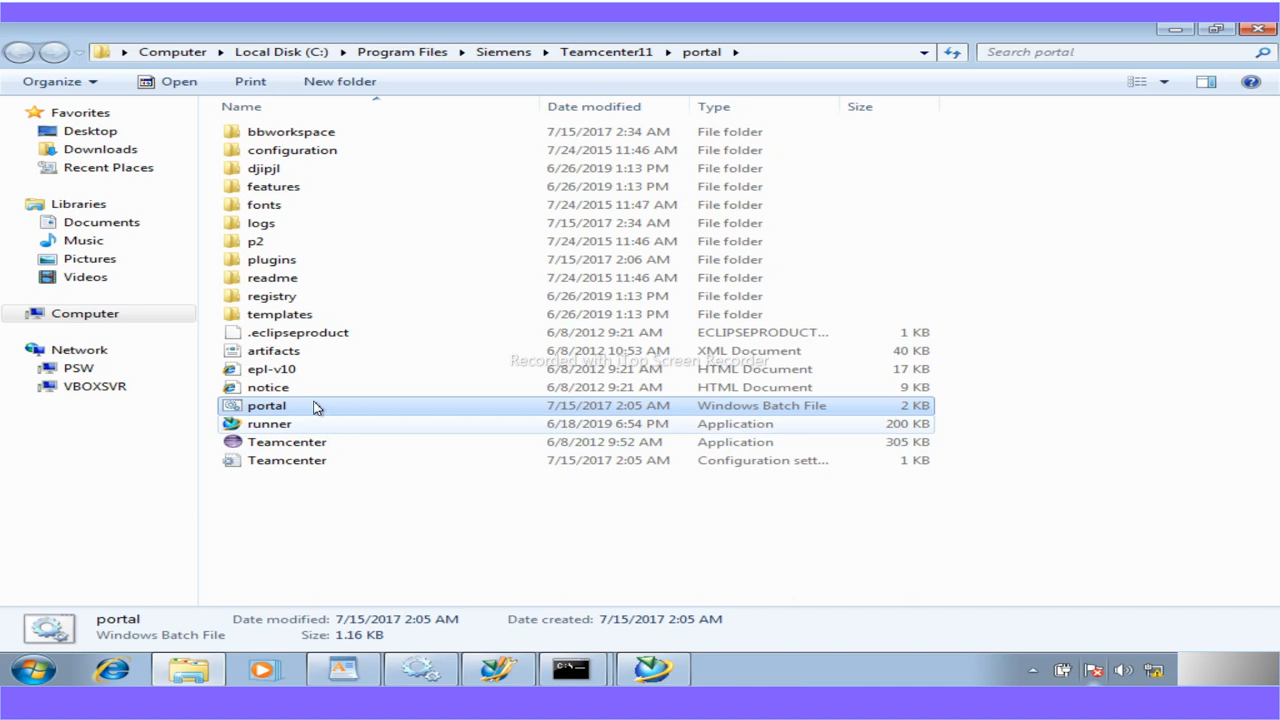 Computer Local Disk (C:) Program Files Siemens Teamcenter11 portal Search portal
Organize Open Print New folder
Name Date modified Type Size
Favorites
Desktop
Downloads
Recent Places
Libraries
Documents
Music
Pictures
Videos
Computer
Network
PSW
VBOXSVR
bbworkspace 7/15/2017 2:34 AM File folder
configuration 7/24/2015 11:46 AM File folder
djipjl 6/26/2019 1:13 PM File folder
features 6/26/2019 1:13 PM File folder
fonts 7/24/2015 11:47 AM File folder
logs 7/15/2017 2:34 AM File folder
p2 7/24/2015 11:46 AM File folder
plugins 7/15/2017 2:06 AM File folder
readme 7/24/2015 11:46 AM File folder
registry 6/26/2019 1:13 PM File folder
templates 6/26/2019 1:13 PM File folder
.eclipseproduct 6/8/2012 9:21 AM ECLIPSEPRODUCT... 1 KB
artifacts 6/8/2012 10:53 AM XML Document 40 KB
Recorded with iTop Screen Recorder
epl-v10 6/8/2012 9:21 AM HTML Document 17 KB
notice 6/8/2012 9:21 AM HTML Document 9 KB
portal 7/15/2017 2:05 AM Windows Batch File 2 KB
runner 6/18/2019 6:54 PM Application 200 KB
Teamcenter 6/8/2012 9:52 AM Application 305 KB
Teamcenter 7/15/2017 2:05 AM Configuration sett... 1 KB
portal Date modified: 7/15/2017 2:05 AM Date created: 7/15/2017 2:05 AM
Windows Batch File Size: 1.16 KB
C:\